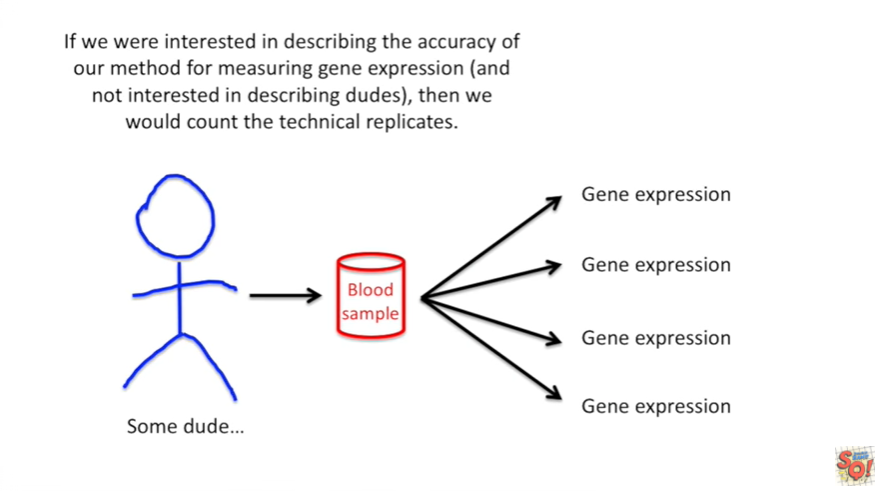 If we were interested in describing the accuracy of
our method for measuring gene expression (and
not interested in describing dudes), then we
would count the technical replicates.
Gene expression
Gene expression
Blood
sample
Gene expression
Gene expression
Some dude...
SQ!